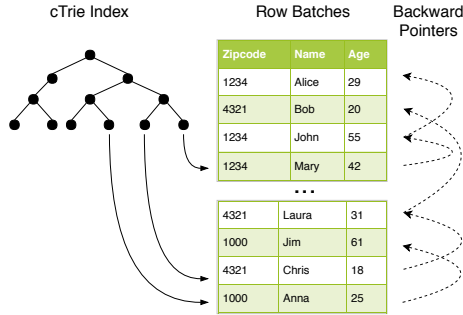 cTrie Index
Row Batches
Backward
Pointers
Zipcode Name Age
1234 Alice 29
4321 Bob 20
1234 John 55
1234 Mary 42
...
4321 Laura 31
1000 Jim 61
4321 Chris 18
1000 Anna 25